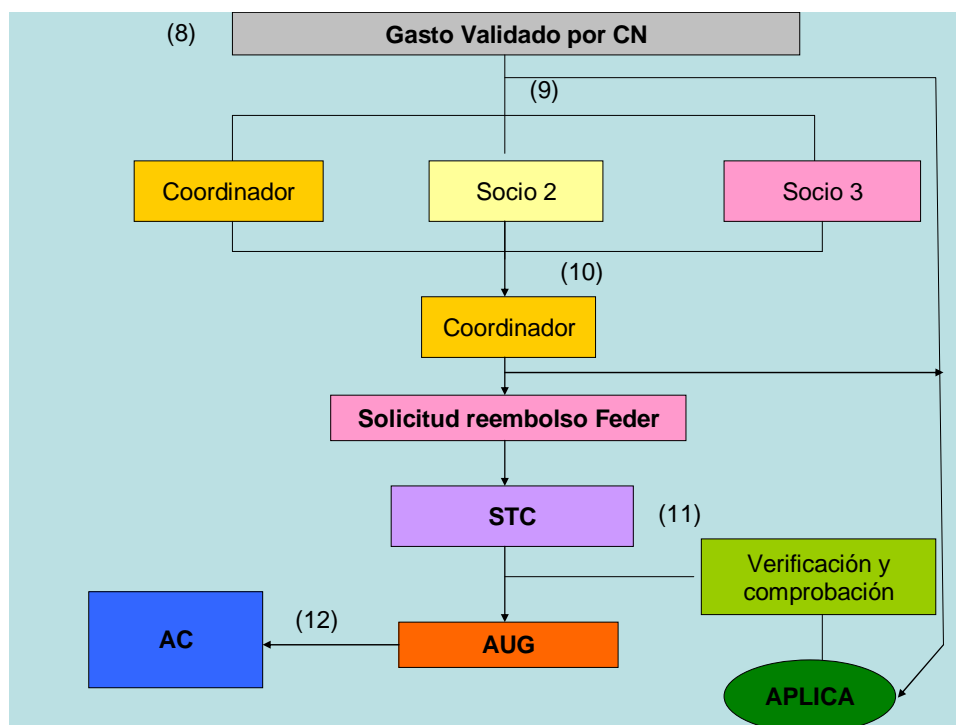 (8)
Gasto Validado por CN
(9)
Coordinador
Socio 2
Socio 3
(10)
Coordinador
Solicitud reembolso Feder
STC
(11)
Verificación y
comprobación
AC
(12)
AUG
APLICA